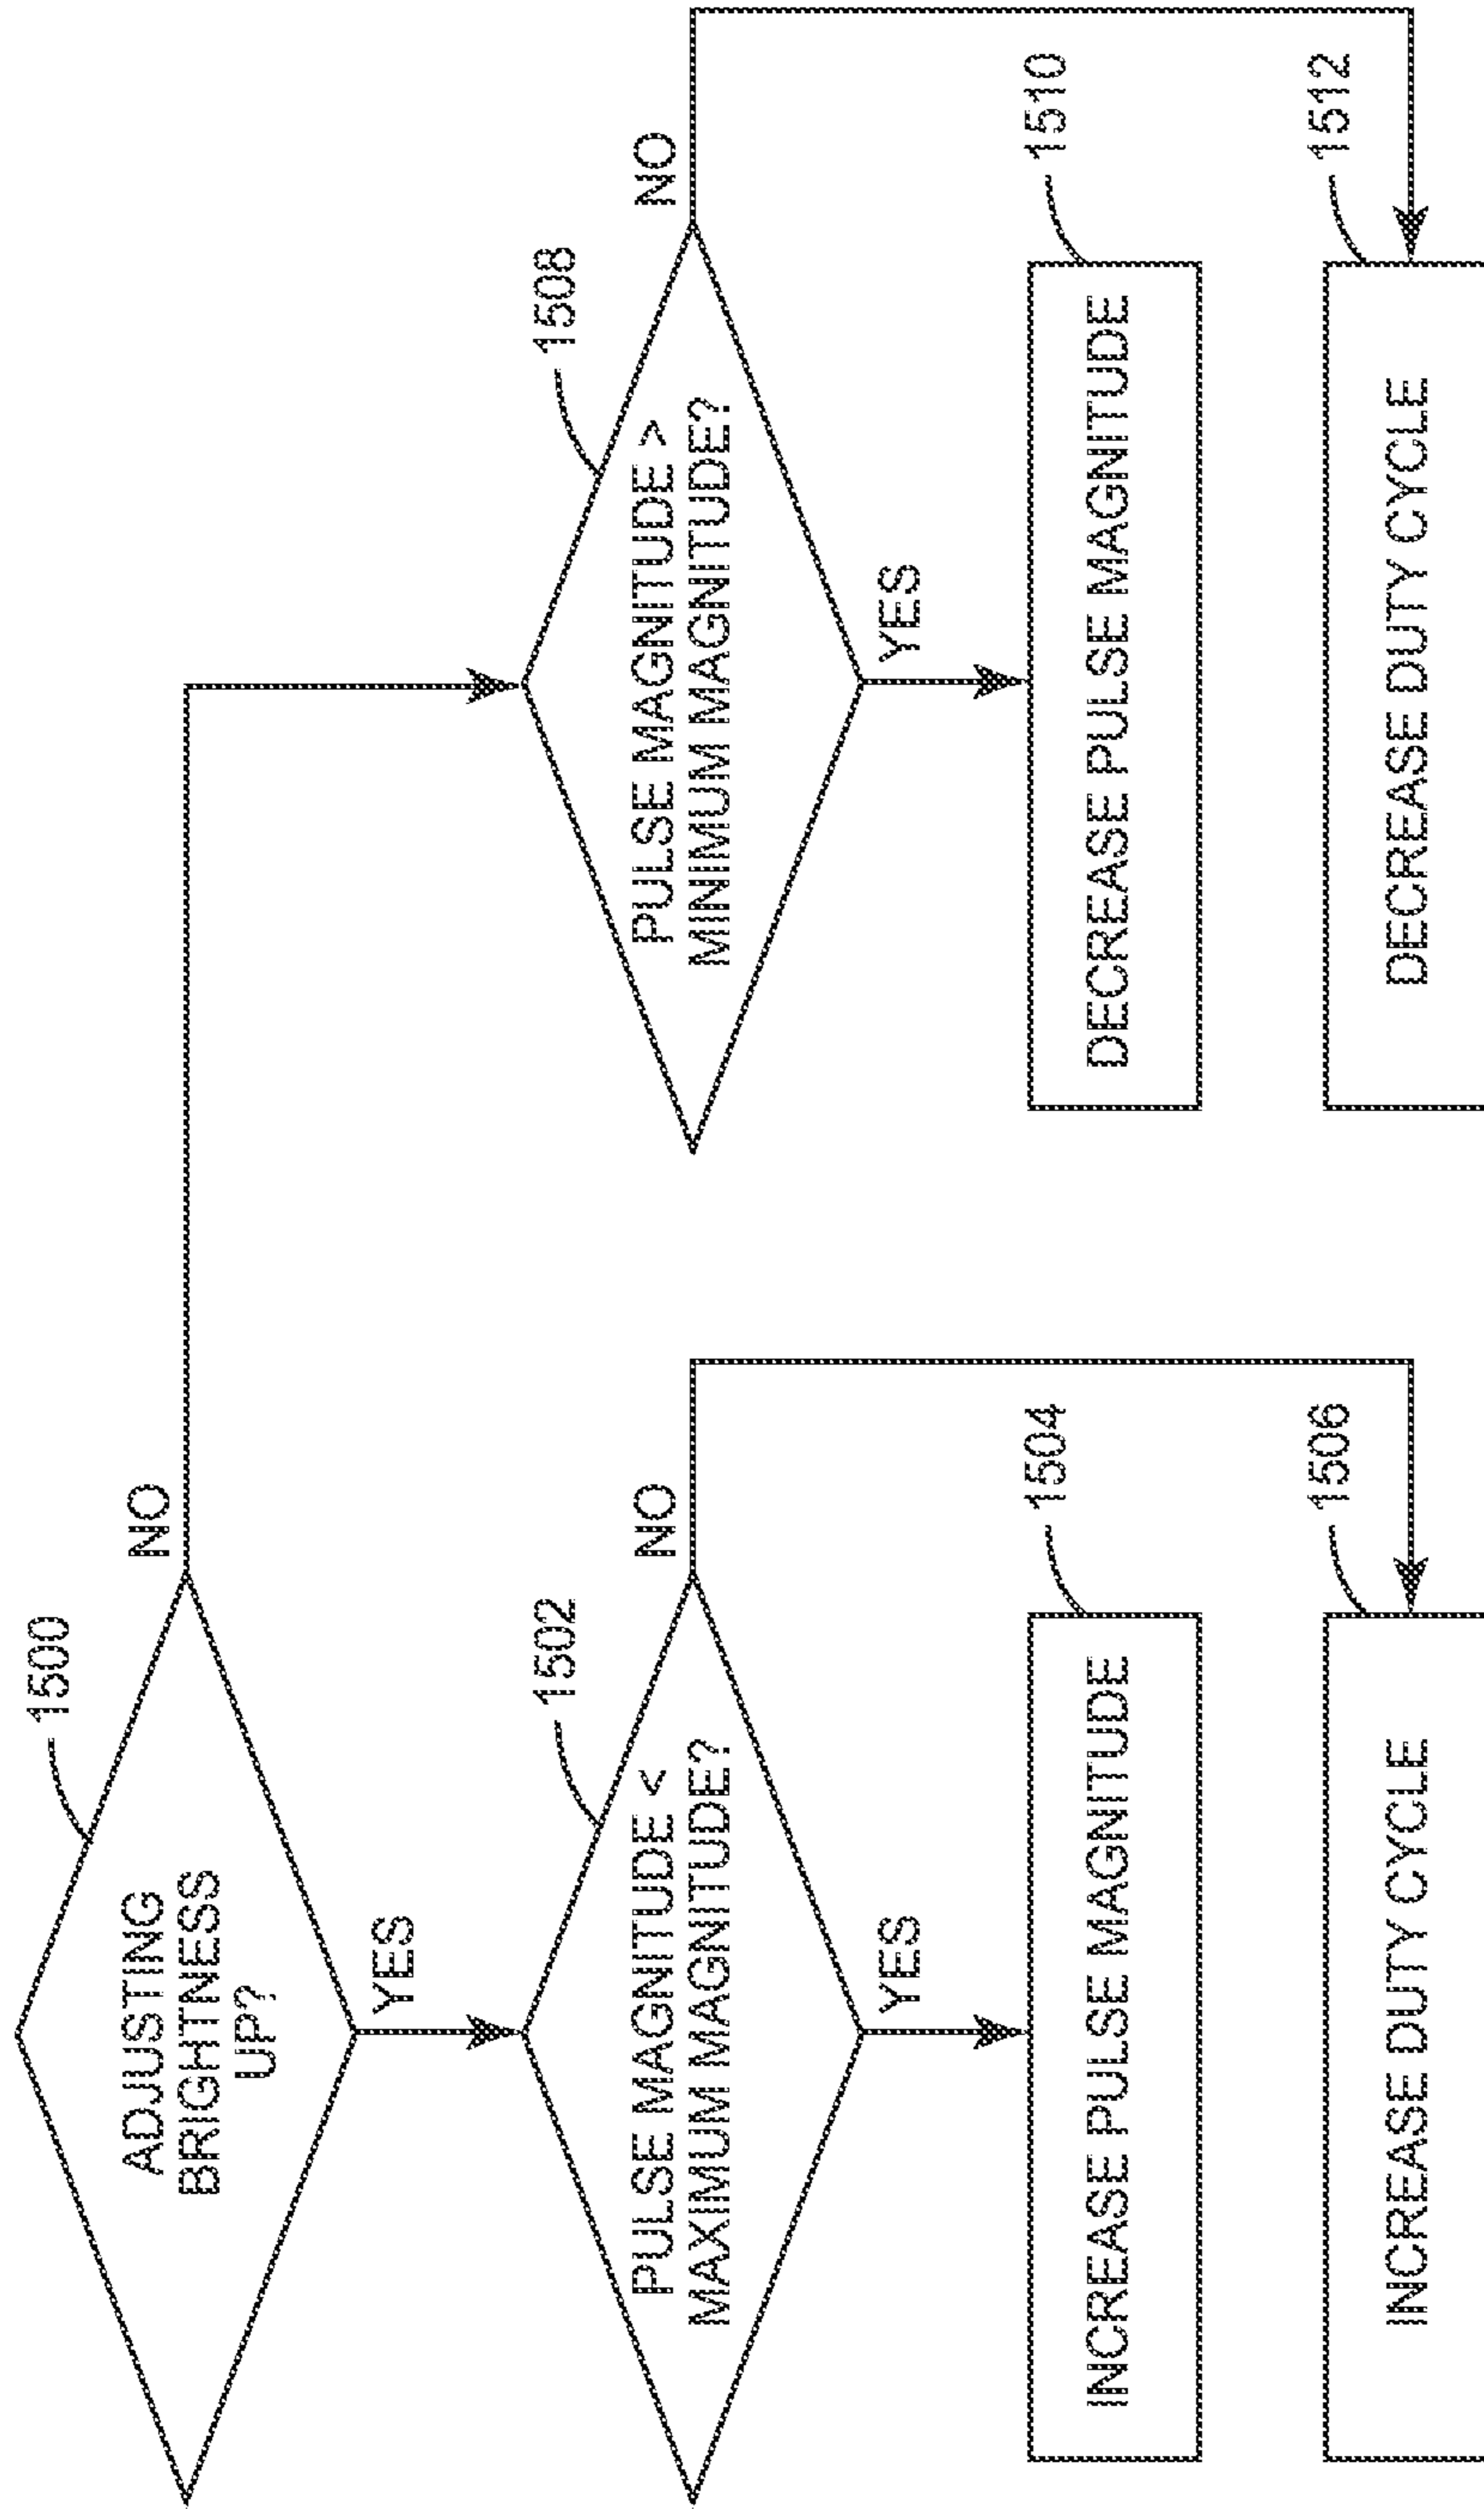 1500
ADJUSTING
BRIGHTNESS
UP?
NO
YES
1502
PULSE MAGNITUDE <
MAXIMUM MAGNITUDE?
NO
YES
1504
INCREASE PULSE MAGNITUDE
1506
INCREASE DUTY CYCLE
1508
PULSE MAGNITUDE >
MINIMUM MAGNITUDE?
NO
YES
1510
DECREASE PULSE MAGNITUDE
1512
DECREASE DUTY CYCLE